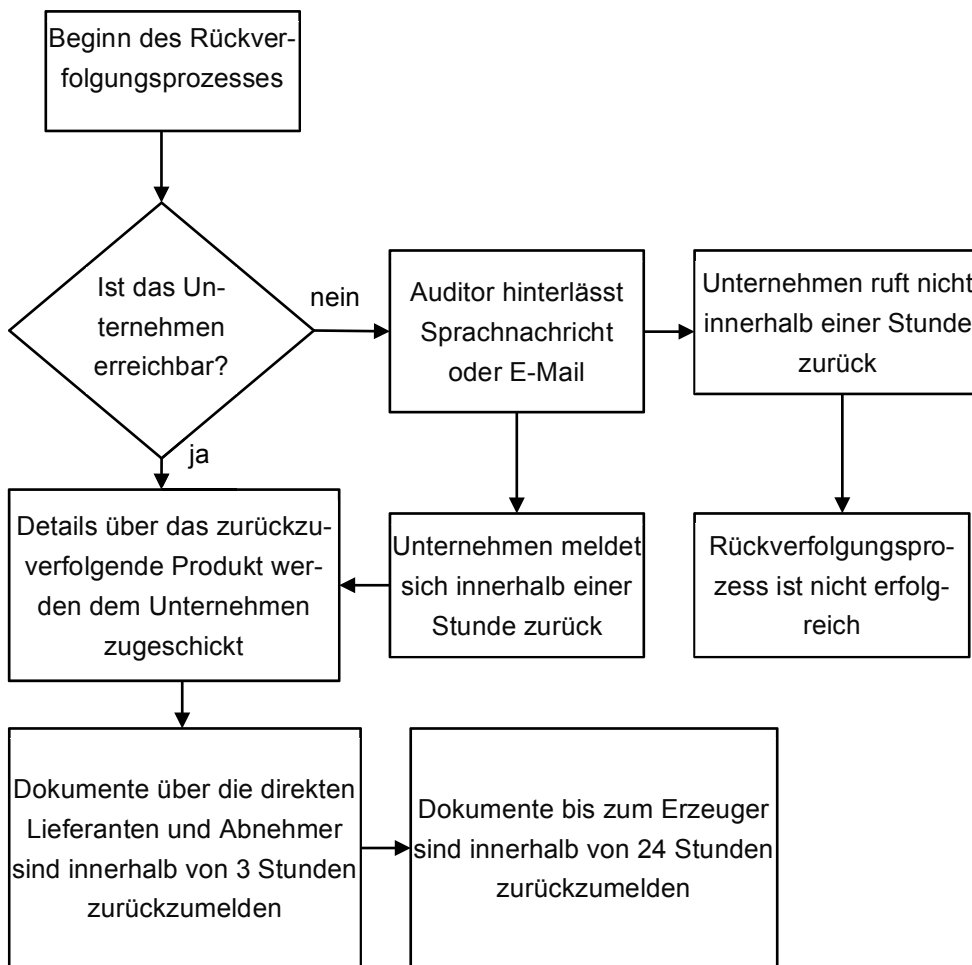 Beginn des Rückver-
folgungsprozesses
Ist das Un-
ternehmen
erreichbar?
nein
Auditor hinterlässt
Sprachnachricht
oder E-Mail
Unternehmen ruft nicht
innerhalb einer Stunde
zurück
ja
Details über das zurückzu-
verfolgende Produkt wer-
den dem Unternehmen
zugeschickt
Unternehmen meldet
sich innerhalb einer
Stunde zurück
Rückverfolgungspro-
zess ist nicht erfolg-
reich
Dokumente über die direkten
Lieferanten und Abnehmer
sind innerhalb von 3 Stunden
zurückzumelden
Dokumente bis zum Erzeuger
sind innerhalb von 24 Stunden
zurückzumelden